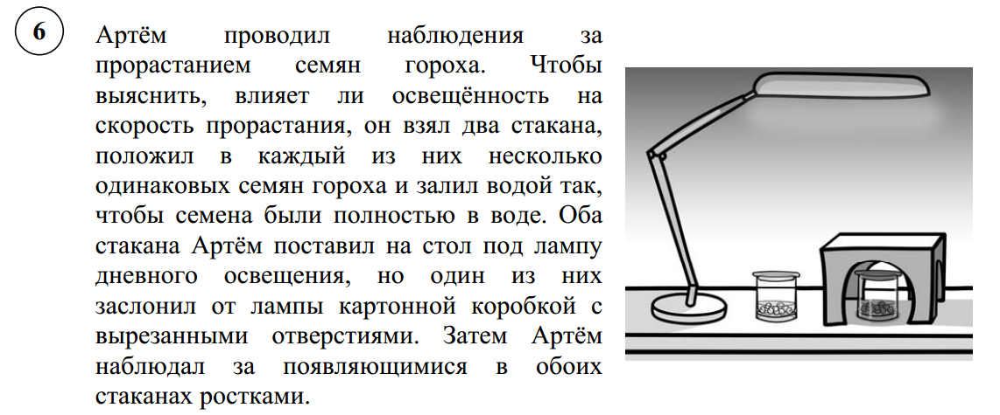 6
Артём проводил наблюдения за
прорастанием семян гороха. Чтобы
выяснить, влияет ли освещённость на
скорость прорастания, он взял два стакана,
положил в каждый из них несколько
одинаковых семян гороха и залил водой так,
чтобы семена были полностью в воде. Оба
стакана Артём поставил на стол под лампу
дневного освещения, но один из них
заслонил от лампы картонной коробкой с
вырезанными отверстиями. Затем Артём
наблюдал за появляющимися в обоих
стаканах ростками.